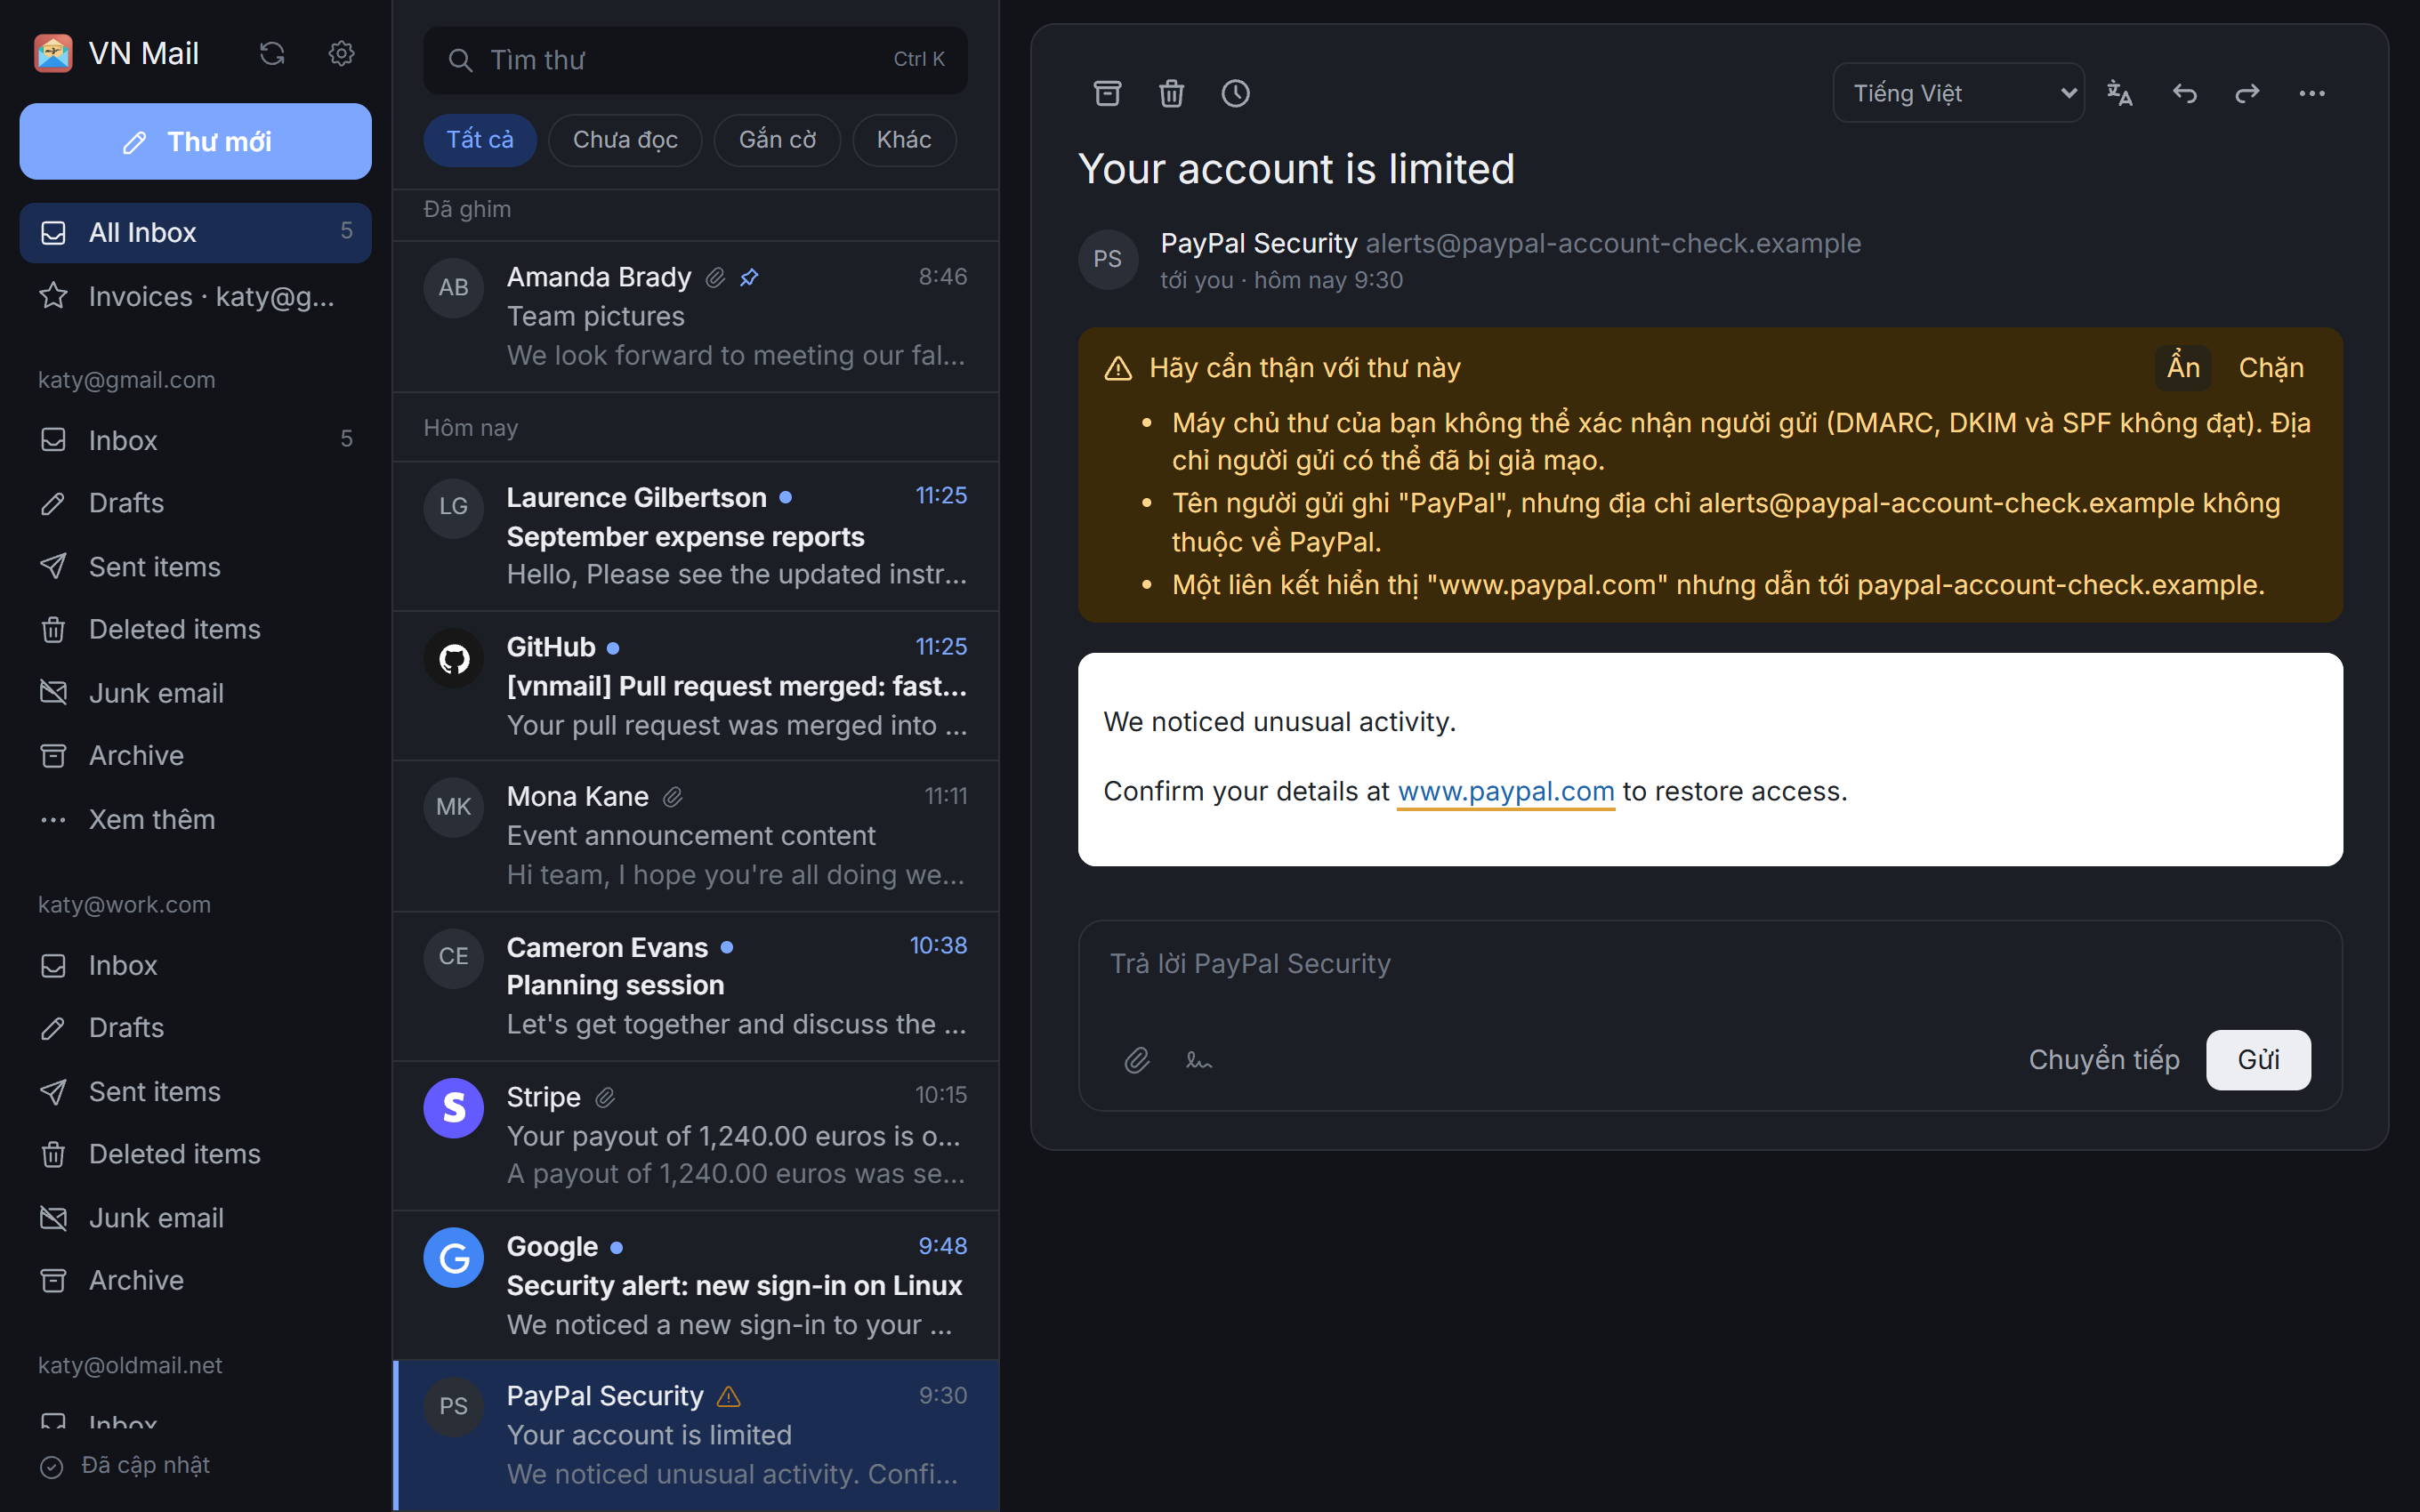 VN Mail
Thư mới
All Inbox 5
Invoices · katy@g...
katy@gmail.com
Inbox 5
Drafts
Sent items
Deleted items
Junk email
Archive
Xem thêm
katy@work.com
Inbox
Drafts
Sent items
Deleted items
Junk email
Archive
katy@oldmail.net
Inbox
Đã cập nhật
Tìm thư Ctrl K
Tất cả Chưa đọc Gắn cờ Khác
Đã ghim
AB Amanda Brady 8:46
Team pictures
We look forward to meeting our fal...
Hôm nay
LG Laurence Gilbertson 11:25
September expense reports
Hello, Please see the updated instr...
GitHub 11:25
[vnmail] Pull request merged: fast...
Your pull request was merged into ...
MK Mona Kane 11:11
Event announcement content
Hi team, I hope you're all doing we...
CE Cameron Evans 10:38
Planning session
Let's get together and discuss the ...
S Stripe 10:15
Your payout of 1,240.00 euros is o...
A payout of 1,240.00 euros was se...
G Google 9:48
Security alert: new sign-in on Linux
We noticed a new sign-in to your ...
PS PayPal Security 9:30
Your account is limited
We noticed unusual activity. Confi...
Tiếng Việt
Your account is limited
PS PayPal Security alerts@paypal-account-check.example
tới you · hôm nay 9:30
Hãy cẩn thận với thư này Ẩn Chặn
• Máy chủ thư của bạn không thể xác nhận người gửi (DMARC, DKIM và SPF không đạt). Địa
chỉ người gửi có thể đã bị giả mạo.
• Tên người gửi ghi "PayPal", nhưng địa chỉ alerts@paypal-account-check.example không
thuộc về PayPal.
• Một liên kết hiển thị "www.paypal.com" nhưng dẫn tới paypal-account-check.example.
We noticed unusual activity.
Confirm your details at www.paypal.com to restore access.
Trả lời PayPal Security
Chuyển tiếp Gửi